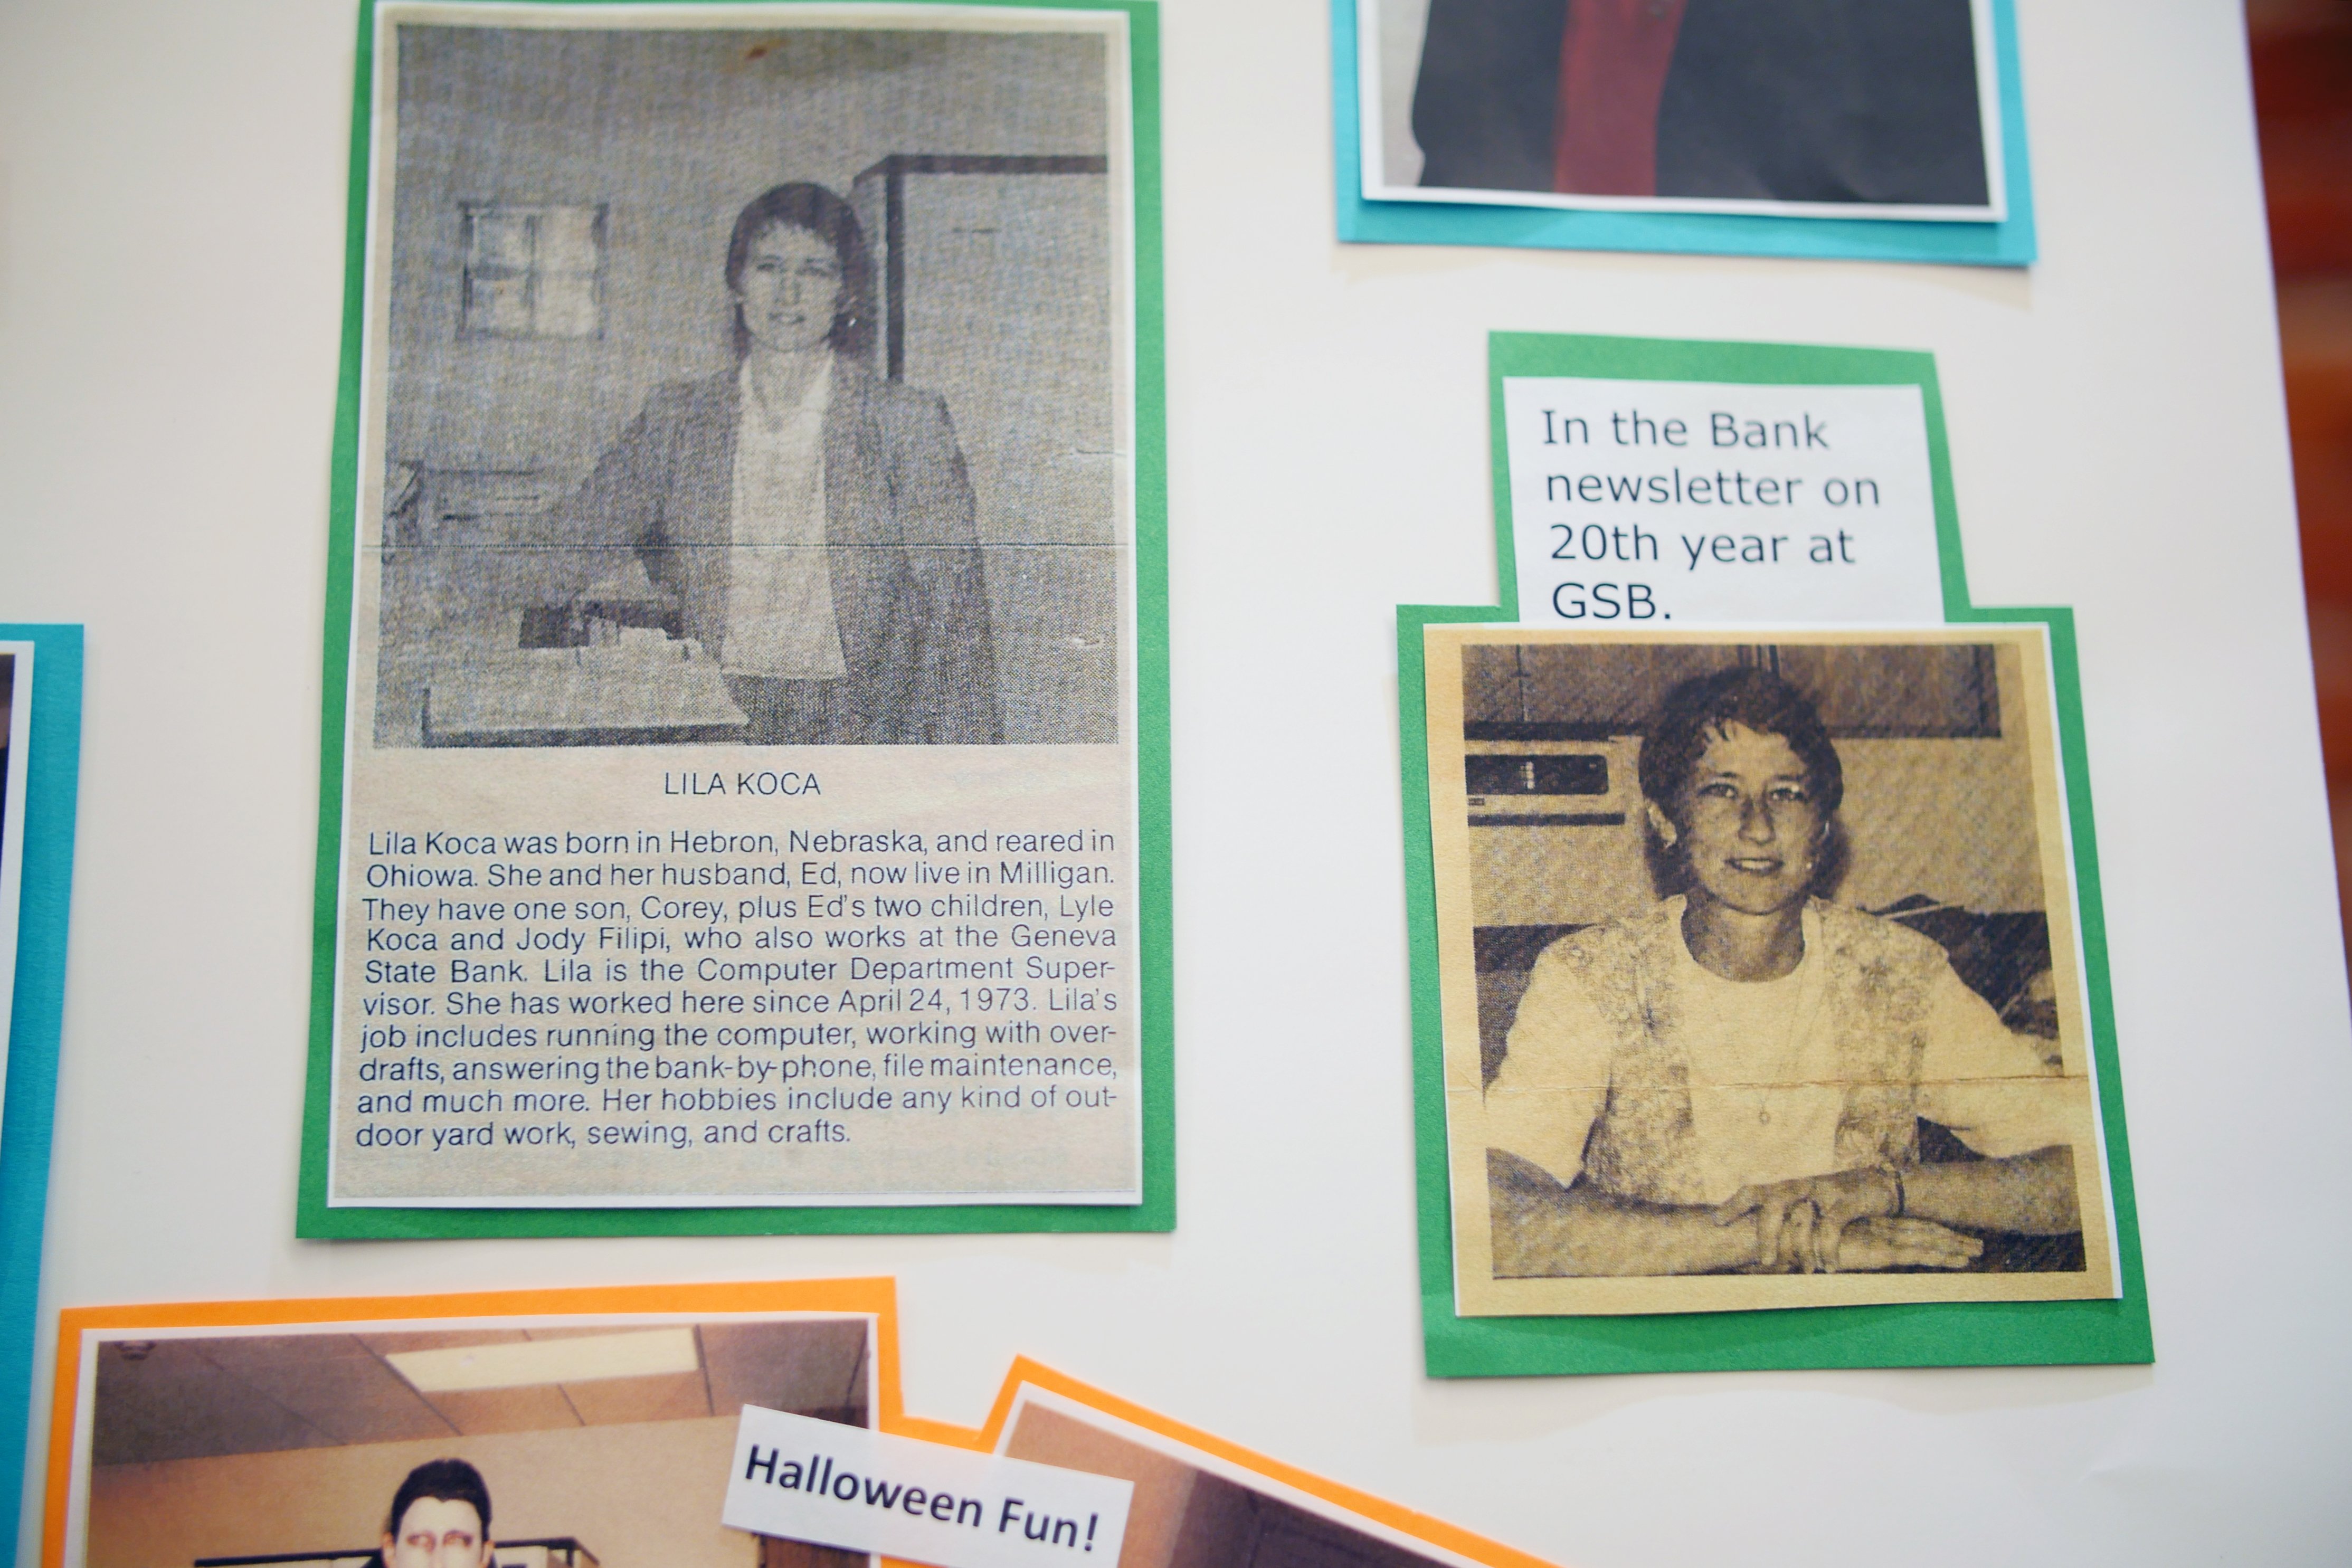 LILA KOCA
Lila Koca was born in Hebron, Nebraska, and reared in
Ohiowa. She and her husband, Ed, now live in Milligan.
They have one son, Corey, plus Ed's two children, Lyle
Koca and Jody Filipi, who also works at the Geneva
State Bank. Lila is the Computer Department Super-
visor. She has worked here since April 24, 1973. Lila's
job includes running the computer, working with over-
drafts, answering the bank-by-phone, file maintenance,
and much more. Her hobbies include any kind of out-
door yard work, sewing, and crafts.
In the Bank
newsletter on
20th year at
GSB.
Halloween Fun!